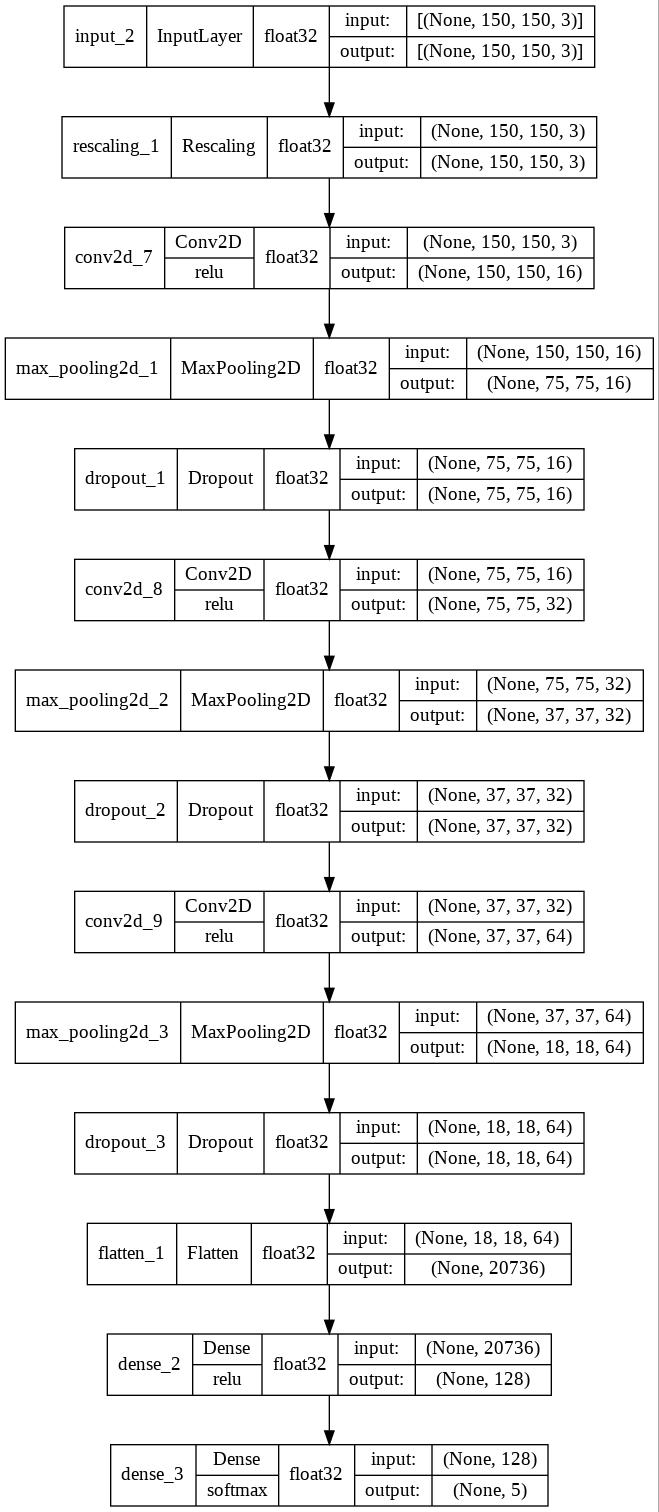 input_2 InputLayer float32 input: [(None, 150, 150, 3)]
output: [(None, 150, 150, 3)]
rescaling_1 Rescaling float32 input: (None, 150, 150, 3)
output: (None, 150, 150, 3)
conv2d_7 Conv2D float32 input: (None, 150, 150, 3)
relu output: (None, 150, 150, 16)
max_pooling2d_1 MaxPooling2D float32 input: (None, 150, 150, 16)
output: (None, 75, 75, 16)
dropout_1 Dropout float32 input: (None, 75, 75, 16)
output: (None, 75, 75, 16)
conv2d_8 Conv2D float32 input: (None, 75, 75, 16)
relu output: (None, 75, 75, 32)
max_pooling2d_2 MaxPooling2D float32 input: (None, 75, 75, 32)
output: (None, 37, 37, 32)
dropout_2 Dropout float32 input: (None, 37, 37, 32)
output: (None, 37, 37, 32)
conv2d_9 Conv2D float32 input: (None, 37, 37, 32)
relu output: (None, 37, 37, 64)
max_pooling2d_3 MaxPooling2D float32 input: (None, 37, 37, 64)
output: (None, 18, 18, 64)
dropout_3 Dropout float32 input: (None, 18, 18, 64)
output: (None, 18, 18, 64)
flatten_1 Flatten float32 input: (None, 18, 18, 64)
output: (None, 20736)
dense_2 Dense float32 input: (None, 20736)
relu output: (None, 128)
dense_3 Dense float32 input: (None, 128)
softmax output: (None, 5)